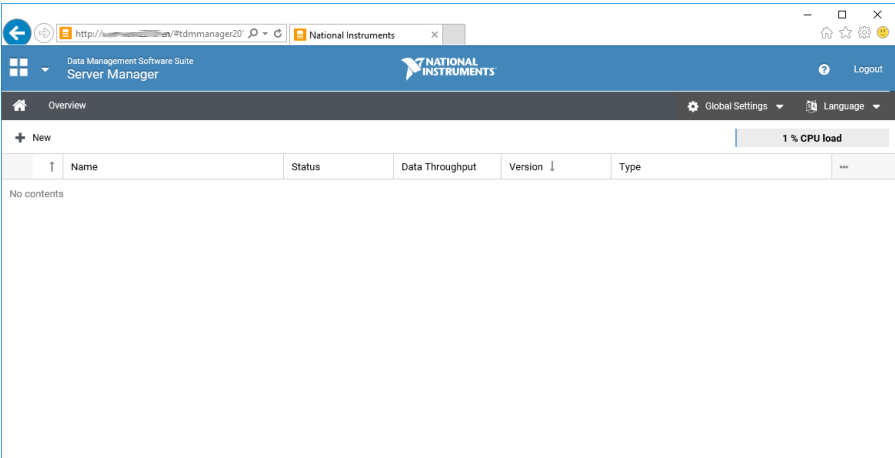 http:// /#tdmmanager20
National Instruments
Data Management Software Suite
Server Manager
NATIONAL
INSTRUMENTS
Logout
Overview
Global Settings
Language
New
1 % CPU load
Name
Status
Data Throughput
Version
Type
No contents